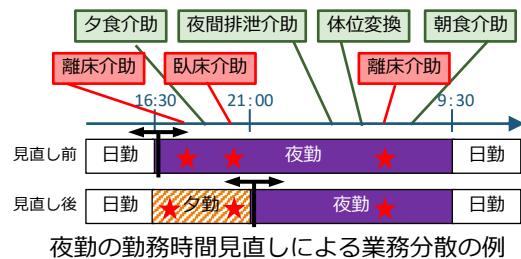 夕食介助 夜間排泄介助 体位変換 朝食介助
離床介助 臥床介助 離床介助
16:30 21:00 9:30
見直し前 日勤 夜勤 日勤
見直し後 日勤 夕勤 夜勤 日勤
夜勤の勤務時間見直しによる業務分散の例